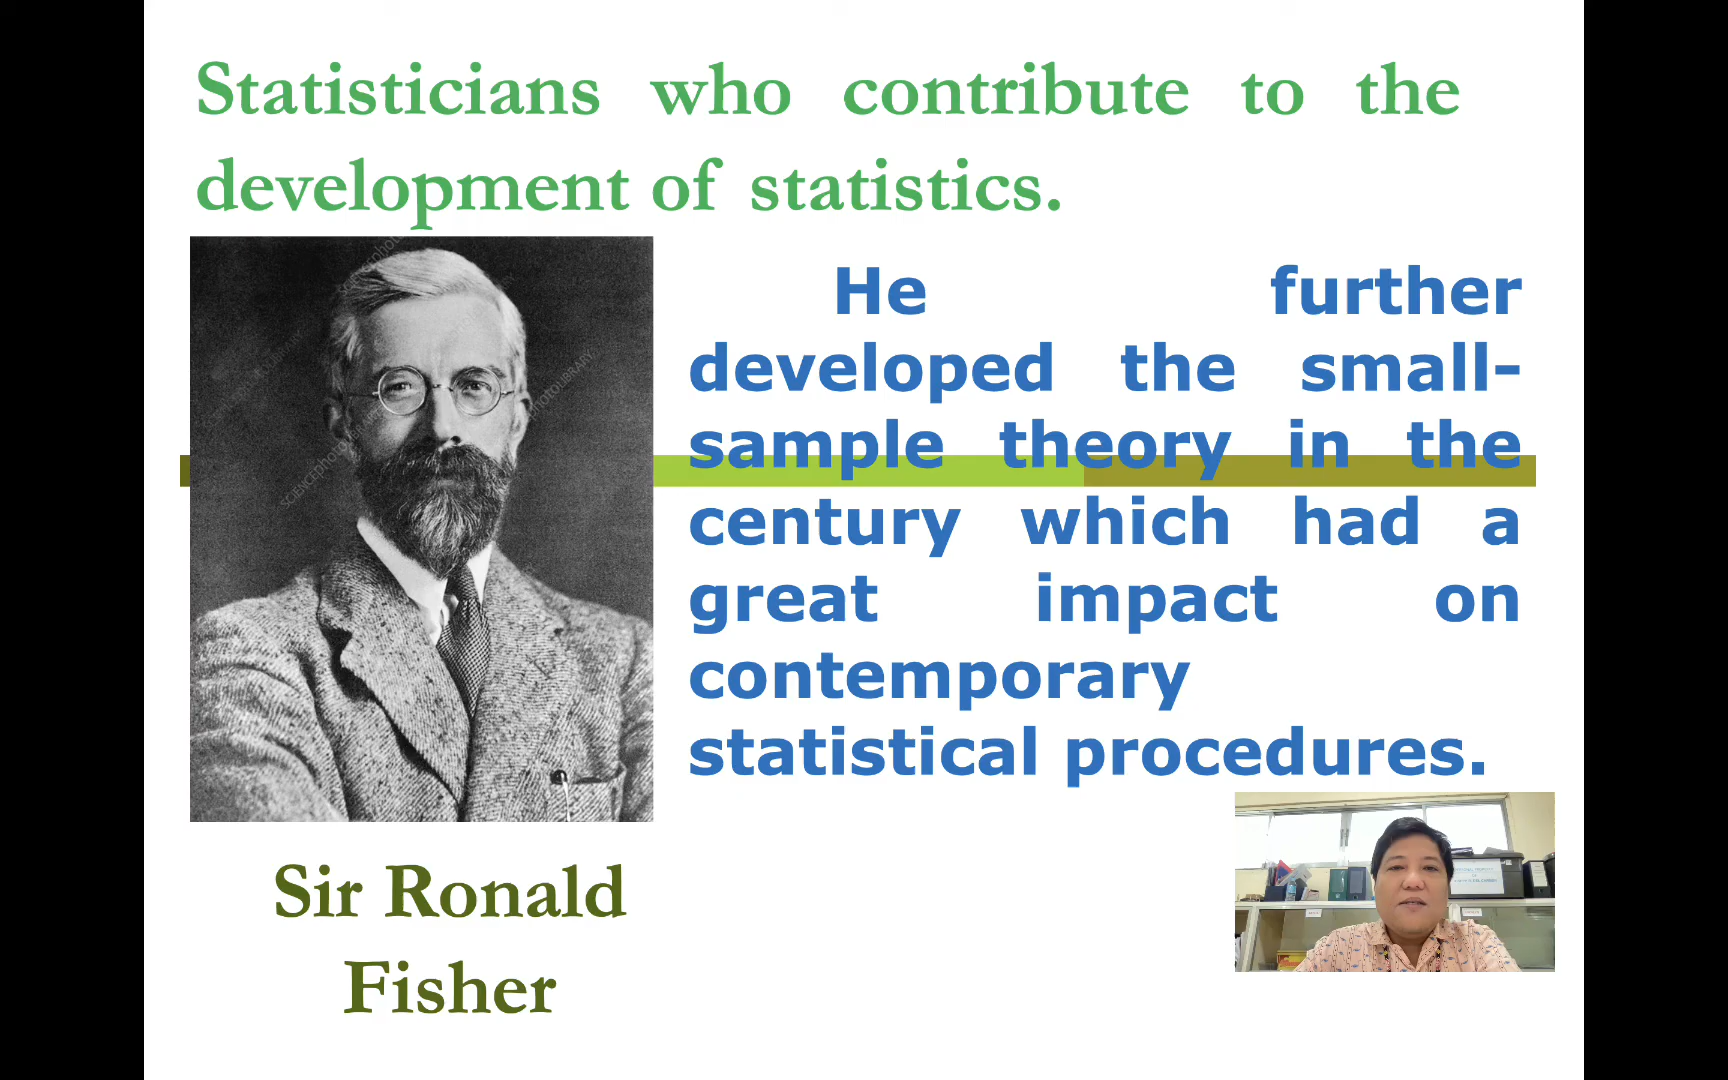 Statisticians who contribute to the
development of statistics.
He further
developed the small-
sample theory in the
century which had a
great impact on
contemporary
statistical procedures.
Sir Ronald
Fisher